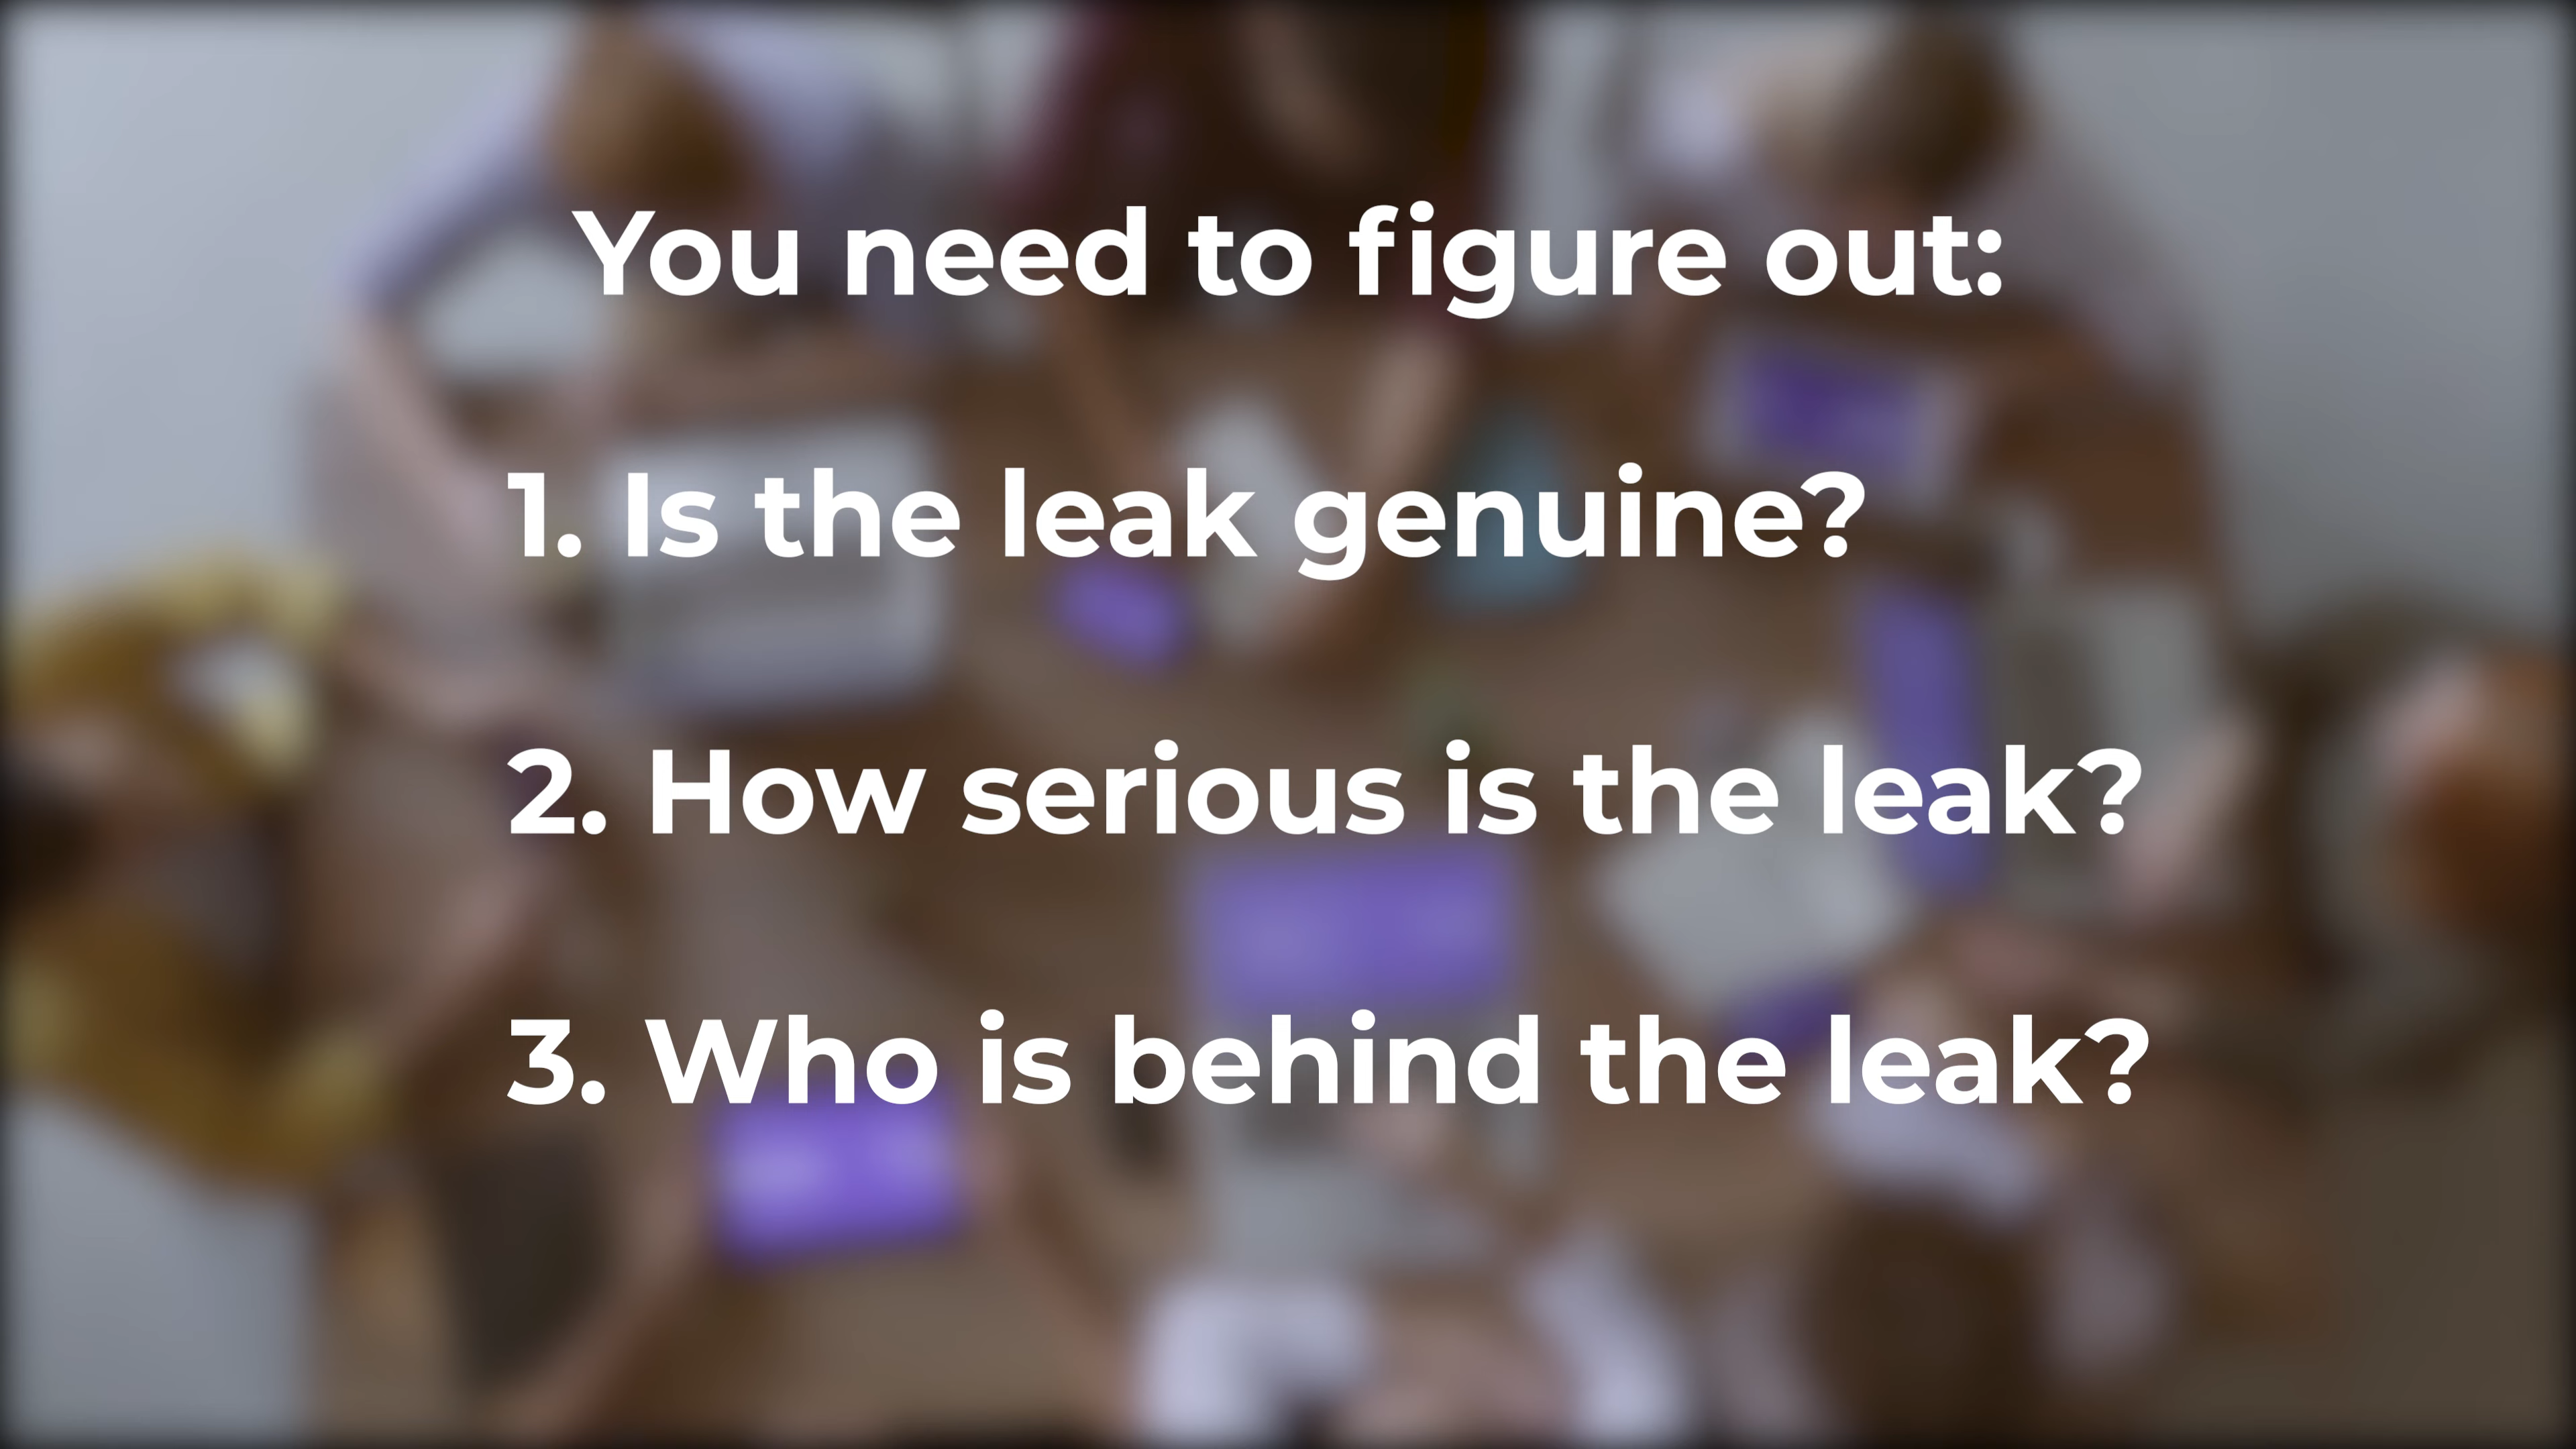 You need to figure out:
1. Is the leak genuine?
2. How serious is the leak?
3. Who is behind the leak?